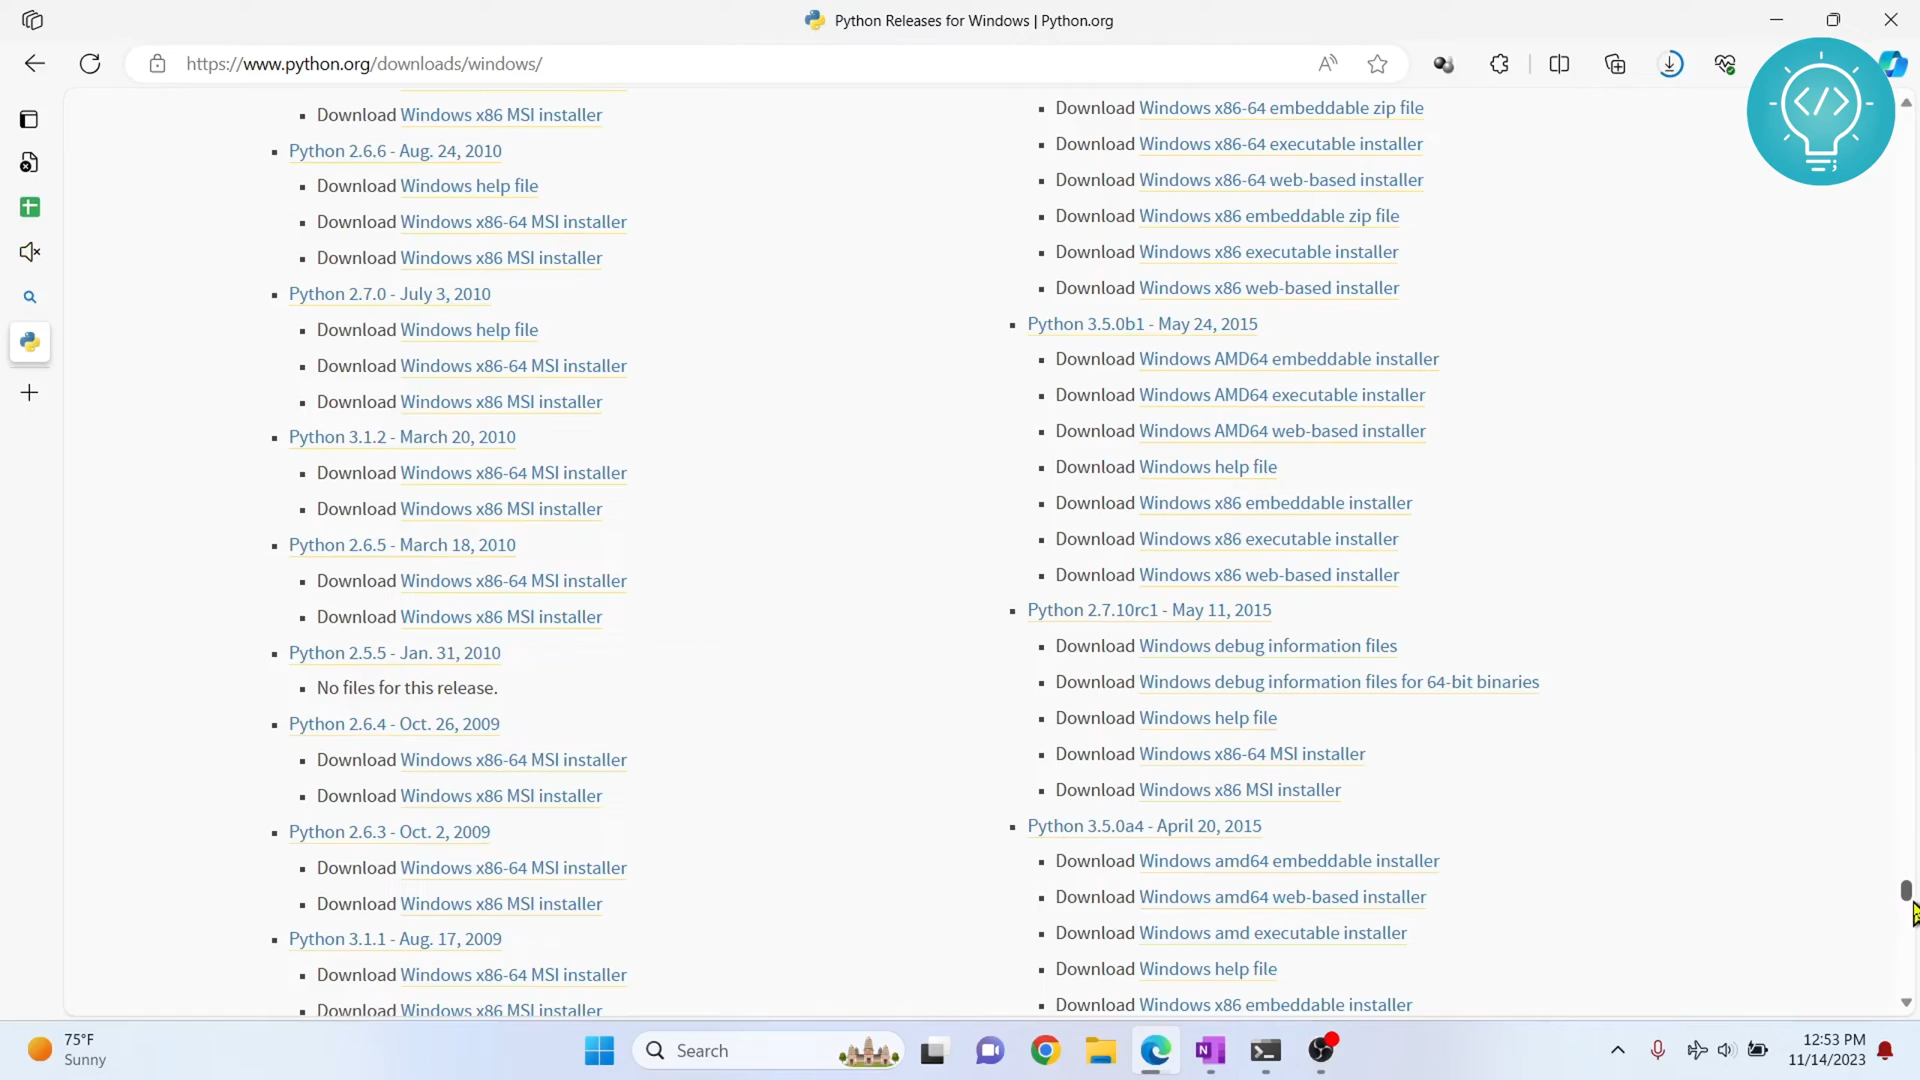 Python Releases for Windows | Python.org
https://www.python.org/downloads/windows/
Download Windows x86 MSI installer
Python 2.6.6 - Aug. 24, 2010
Download Windows help file
Download Windows x86-64 MSI installer
Download Windows x86 MSI installer
Python 2.7.0 - July 3, 2010
Download Windows help file
Download Windows x86-64 MSI installer
Download Windows x86 MSI installer
Python 3.1.2 - March 20, 2010
Download Windows x86-64 MSI installer
Download Windows x86 MSI installer
Python 2.6.5 - March 18, 2010
Download Windows x86-64 MSI installer
Download Windows x86 MSI installer
Python 2.5.5 - Jan. 31, 2010
No files for this release.
Python 2.6.4 - Oct. 26, 2009
Download Windows x86-64 MSI installer
Download Windows x86 MSI installer
Python 2.6.3 - Oct. 2, 2009
Download Windows x86-64 MSI installer
Download Windows x86 MSI installer
Python 3.1.1 - Aug. 17, 2009
Download Windows x86-64 MSI installer
Download Windows x86 MSI installer
Download Windows x86-64 embeddable zip file
Download Windows x86-64 executable installer
Download Windows x86-64 web-based installer
Download Windows x86 embeddable zip file
Download Windows x86 executable installer
Download Windows x86 web-based installer
Python 3.5.0b1 - May 24, 2015
Download Windows AMD64 embeddable installer
Download Windows AMD64 executable installer
Download Windows AMD64 web-based installer
Download Windows help file
Download Windows x86 embeddable installer
Download Windows x86 executable installer
Download Windows x86 web-based installer
Python 2.7.10rc1 - May 11, 2015
Download Windows debug information files
Download Windows debug information files for 64-bit binaries
Download Windows help file
Download Windows x86-64 MSI installer
Download Windows x86 MSI installer
Python 3.5.0a4 - April 20, 2015
Download Windows amd64 embeddable installer
Download Windows amd64 web-based installer
Download Windows amd executable installer
Download Windows help file
Download Windows x86 embeddable installer
75°F
Sunny
Search
12:53 PM
11/14/2023